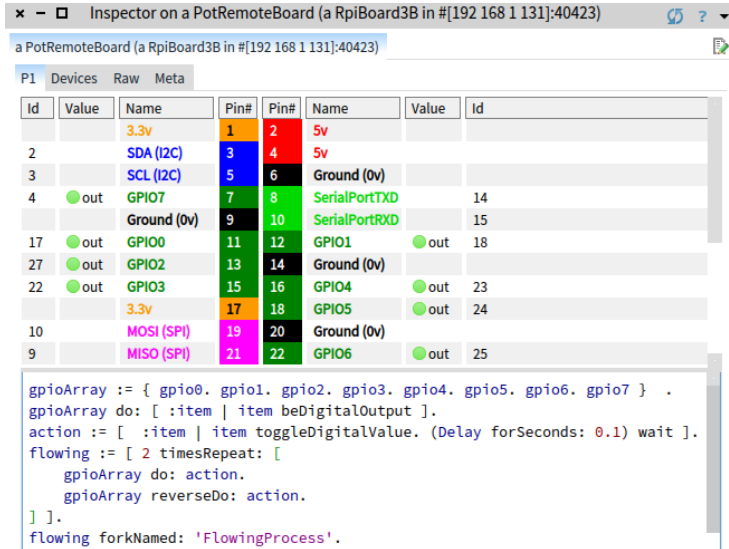 Inspector on a PotRemoteBoard (a RpiBoard3B in #[192 168 1 131]:40423)
a PotRemoteBoard (a RpiBoard3B in #[192 168 1 131]:40423)
P1 Devices Raw Meta
Id Value Name Pin# Pin# Name Value Id
3.3v 1 2 5v
2 SDA (I2C) 3 4 5v
3 SCL (I2C) 5 6 Ground (0v)
4 out GPIO7 7 8 SerialPortTXD 14
Ground (0v) 9 10 SerialPortRXD 15
17 out GPIO0 11 12 GPIO1 out 18
27 out GPIO2 13 14 Ground (0v)
22 out GPIO3 15 16 GPIO4 out 23
3.3v 17 18 GPIO5 out 24
10 MOSI (SPI) 19 20 Ground (0v)
9 MISO (SPI) 21 22 GPIO6 out 25
gpioArray := { gpio0. gpio1. gpio2. gpio3. gpio4. gpio5. gpio6. gpio7 } .
gpioArray do: [ :item | item beDigitalOutput ].
action := [ :item | item toggleDigitalValue. (Delay forSeconds: 0.1) wait ].
flowing := [ 2 timesRepeat: [
gpioArray do: action.
gpioArray reverseDo: action.
] ].
flowing forkNamed: 'FlowingProcess'.